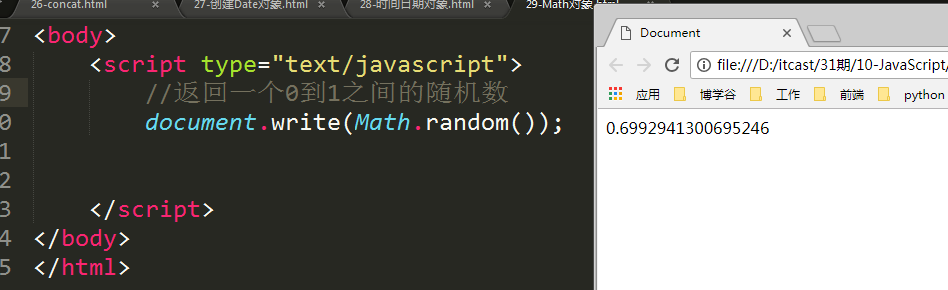 26-concat.html
27-创建Date对象.html
28-时间日期对象.html
29-Math对象.html
7 <body>
8 <script type="text/javascript">
9 //返回一个0到1之间的随机数
0 document.write(Math.random());
1
2
3 </script>
4 </body>
5 </html>
Document
file:///D:/itcast/31期/10-JavaScript/
应用 博学谷 工作 前端 python
0.6992941300695246